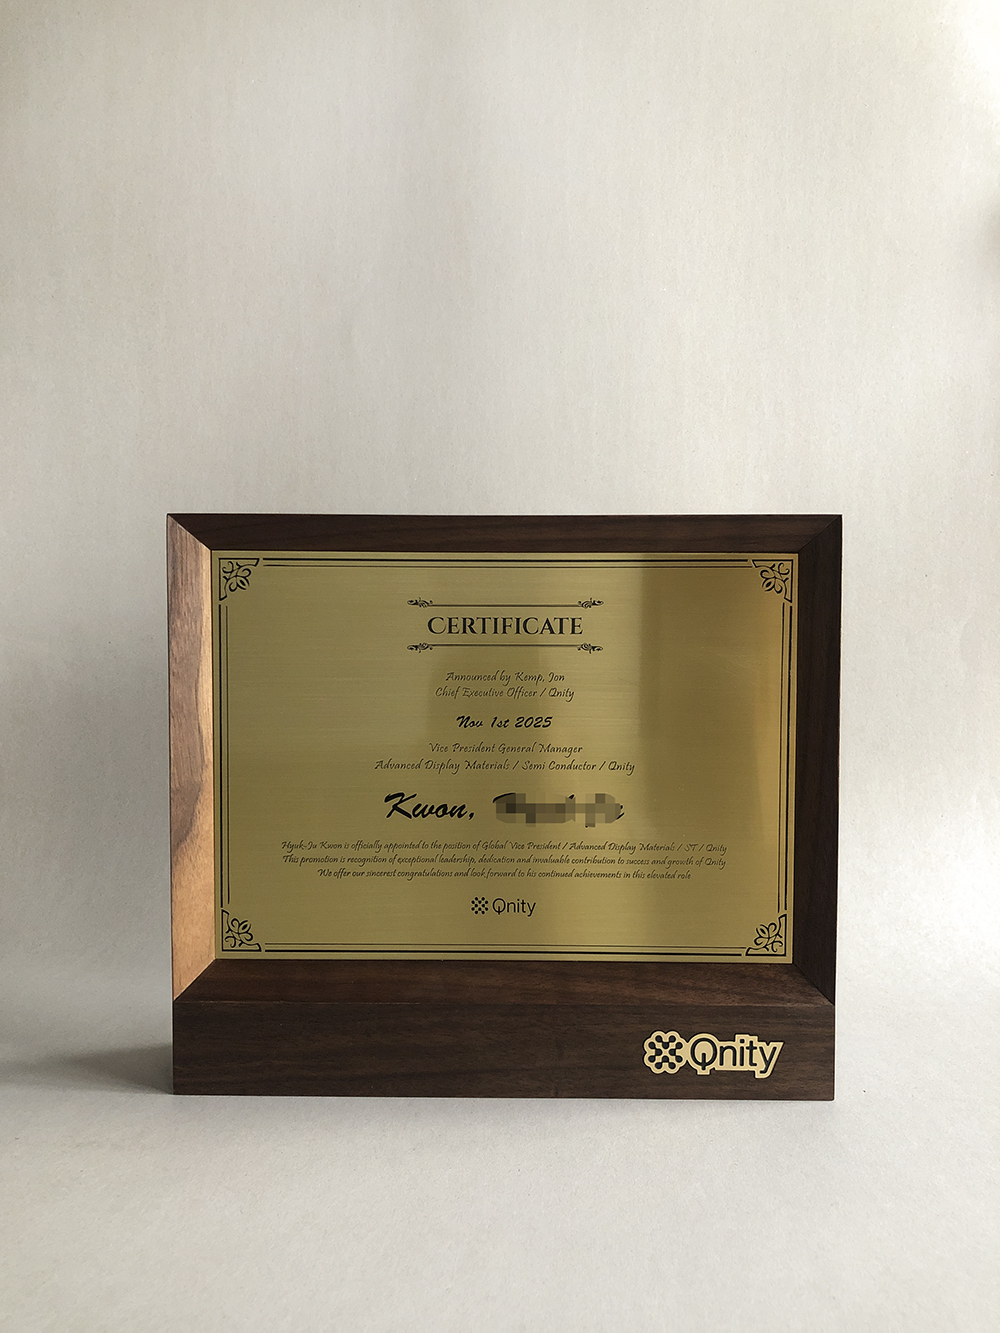 CERTIFICATE
Announced by Kemp, Jon
Chief Executive Officer / Qnity
Nov 1st 2025
Vice President General Manager
Advanced Display Materials / Semi Conductor / Qnity
Kwon,
Hyuk-Ju Kwon is officially appointed to the position of Global Vice President / Advanced Display Materials / ST / Qnity
This promotion is recognition of exceptional leadership, dedication and invaluable contribution to success and growth of Qnity
We offer our sincerest congratulations and look forward to his continued achievements in this elevated role
Qnity
Qnity